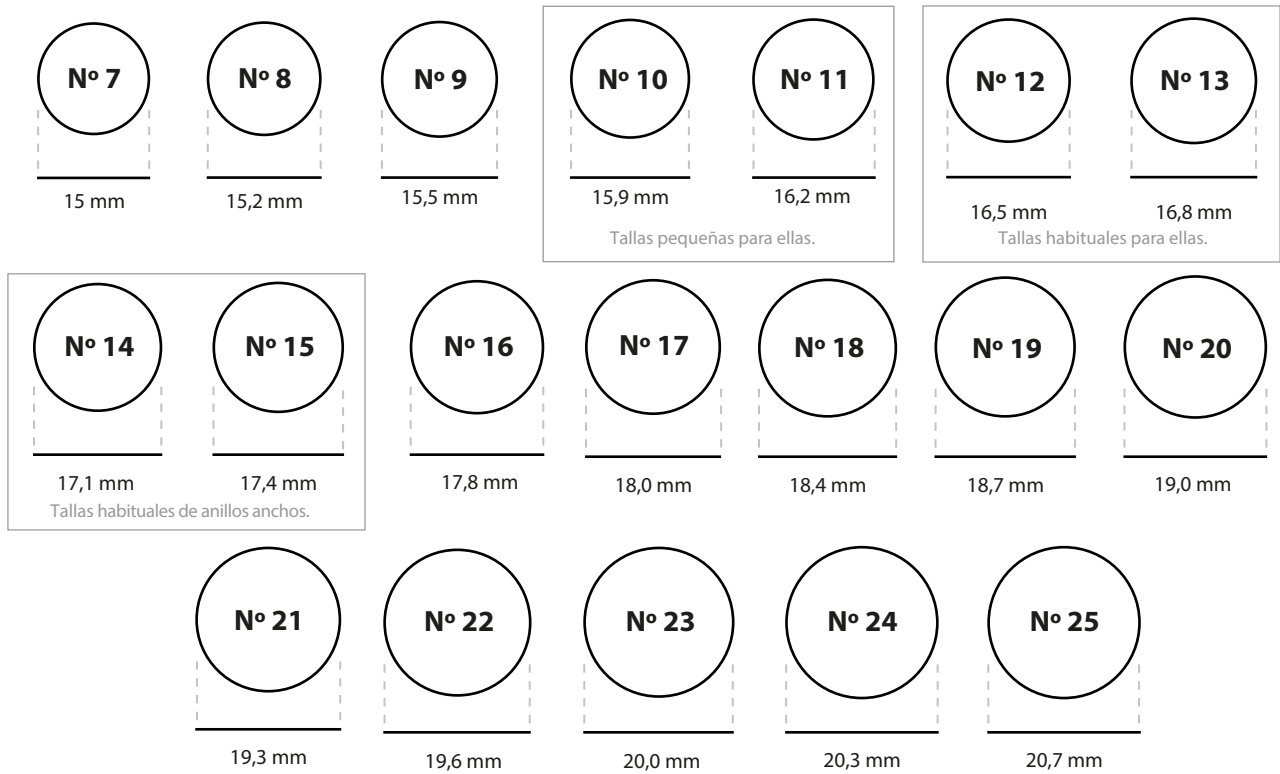 Nº 7 Nº 8 Nº 9 Nº 10 Nº 11 Nº 12 Nº 13
15 mm 15,2 mm 15,5 mm 15,9 mm 16,2 mm 16,5 mm 16,8 mm
Tallas pequeñas para ellas. Tallas habituales para ellas.
Nº 14 Nº 15 Nº 16 Nº 17 Nº 18 Nº 19 Nº 20
17,1 mm 17,4 mm 17,8 mm 18,0 mm 18,4 mm 18,7 mm 19,0 mm
Tallas habituales de anillos anchos.
Nº 21 Nº 22 Nº 23 Nº 24 Nº 25
19,3 mm 19,6 mm 20,0 mm 20,3 mm 20,7 mm